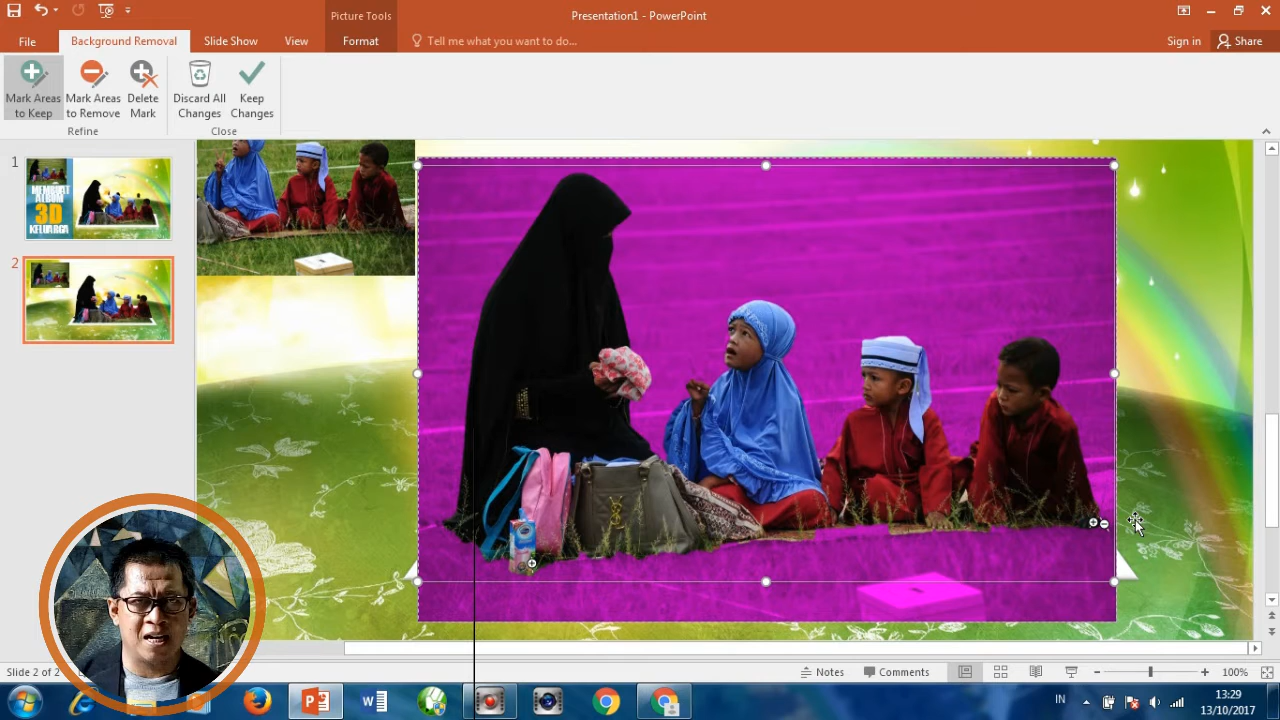 Picture Tools
Presentation1 - PowerPoint
File
Background Removal
Slide Show
View
Format
Tell me what you want to do...
Sign in
Share
Mark Areas
to Keep
Mark Areas
to Remove
Delete
Mark
Discard All
Changes
Keep
Changes
Refine
Close
1
MEMBUAT
ALBUM
3D
KELUARGA
2
Slide 2 of 2
Notes
Comments
100%
IN
13:29
13/10/2017